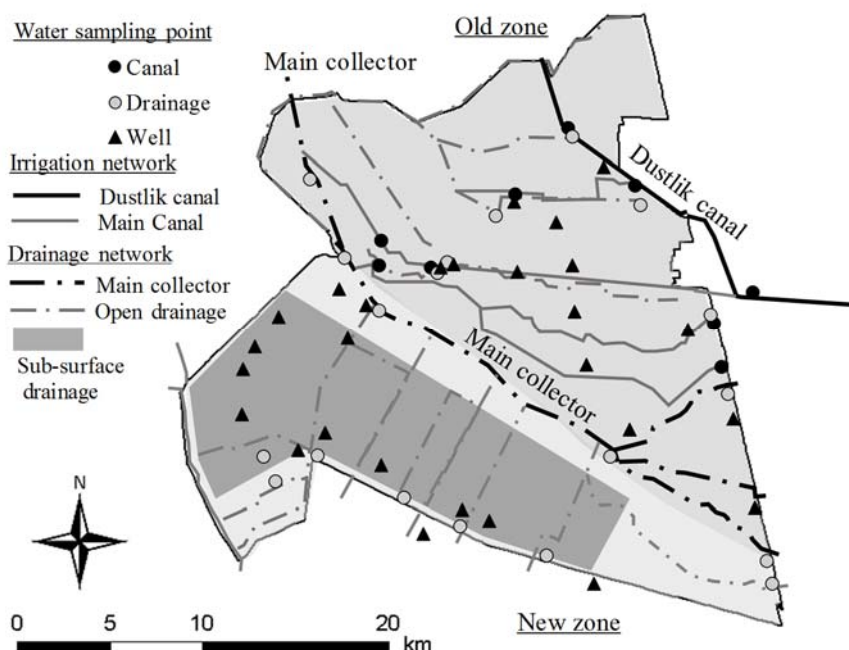 Water sampling point
Canal
Drainage
Well
Irrigation network
Dustlik canal
Main Canal
Drainage network
Main collector
Open drainage
Sub-surface
drainage
Old zone
Main collector
Dustlik canal
Main collector
New zone
N
0 5 10 20
km